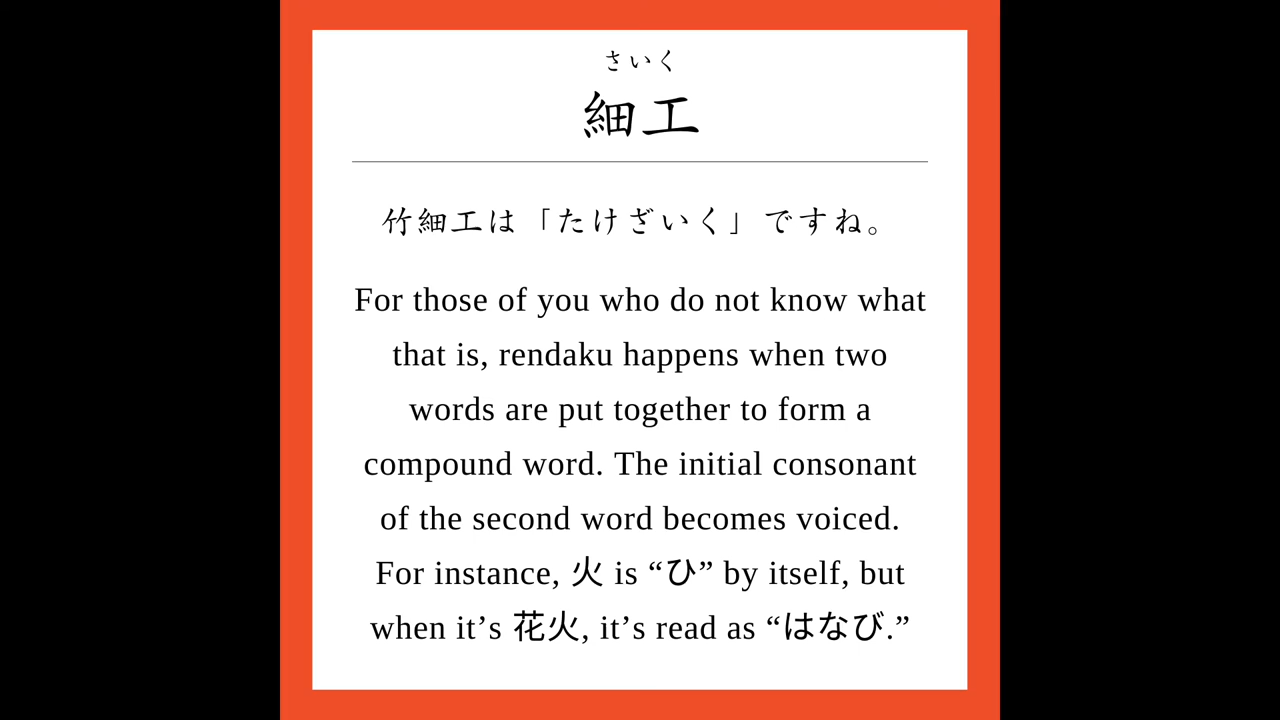 さいく
細工
竹細工は「たけざいく」ですね。
For those of you who do not know what
that is, rendaku happens when two
words are put together to form a
compound word. The initial consonant
of the second word becomes voiced.
For instance, 火 is “ひ” by itself, but
when it’s 花火, it’s read as “はなび.”